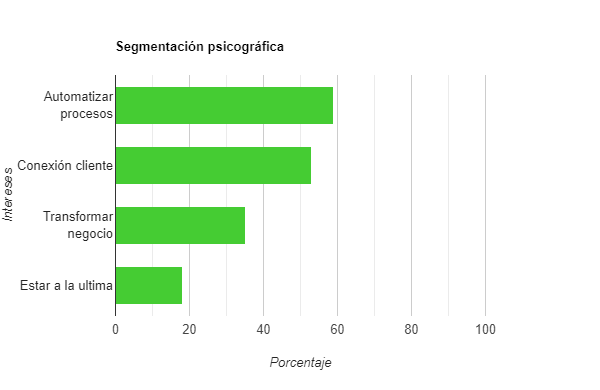 Segmentación psicográfica
Automatizar
procesos
Conexión cliente
Transformar
negocio
Estar a la ultima
Intereses
0 20 40 60 80 100
Porcentaje